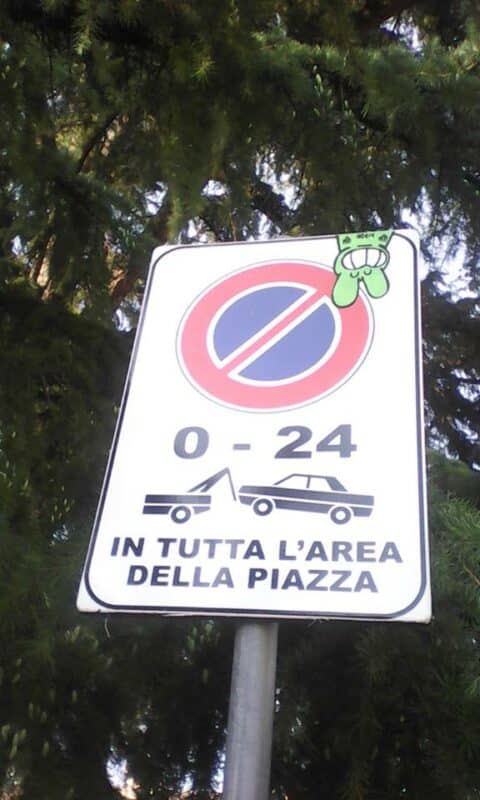 0 - 24
IN TUTTA L'AREA
DELLA PIAZZA